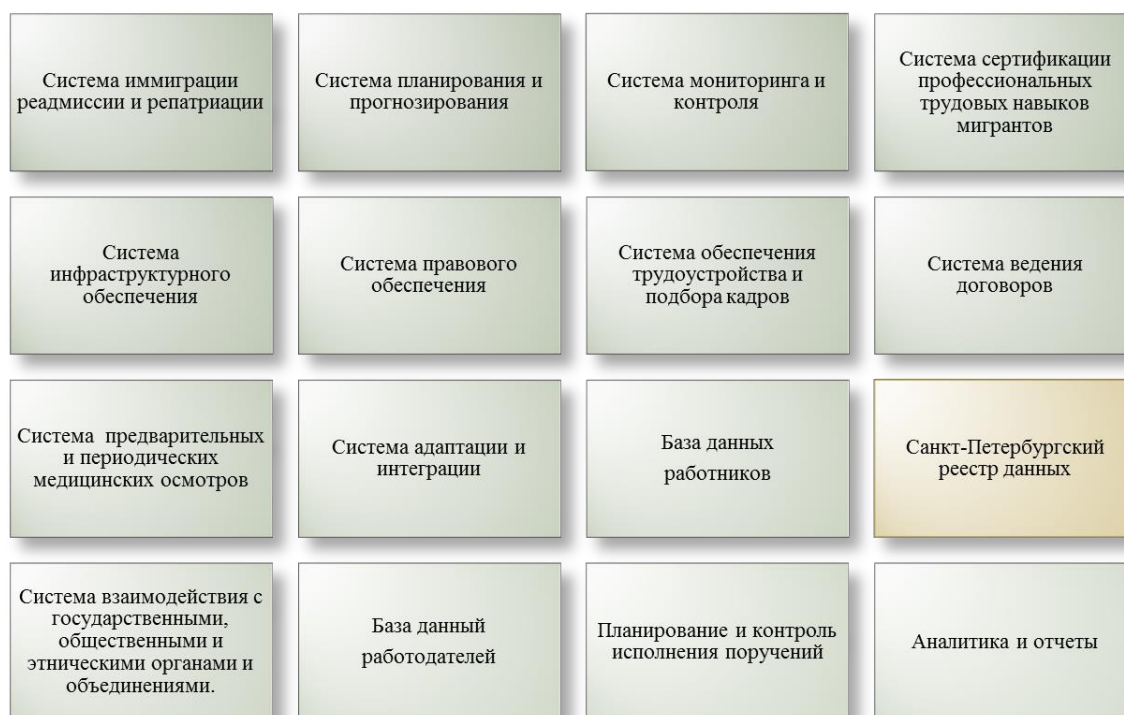 Система иммиграции
реадмиссии и репатриации
Система планирования и
прогнозирования
Система мониторинга и
контроля
Система сертификации
профессиональных
трудовых навыков
мигрантов
Система
инфраструктурного
обеспечения
Система правового
обеспечения
Система обеспечения
трудоустройства и
подбора кадров
Система ведения
договоров
Система предварительных
и периодических
медицинских осмотров
Система адаптации и
интеграции
База данных
работников
Санкт-Петербургский
реестр данных
Система взаимодействия с
государственными,
общественными и
этническими органами и
объединениями.
База данный
работодателей
Планирование и контроль
исполнения поручений
Аналитика и отчеты